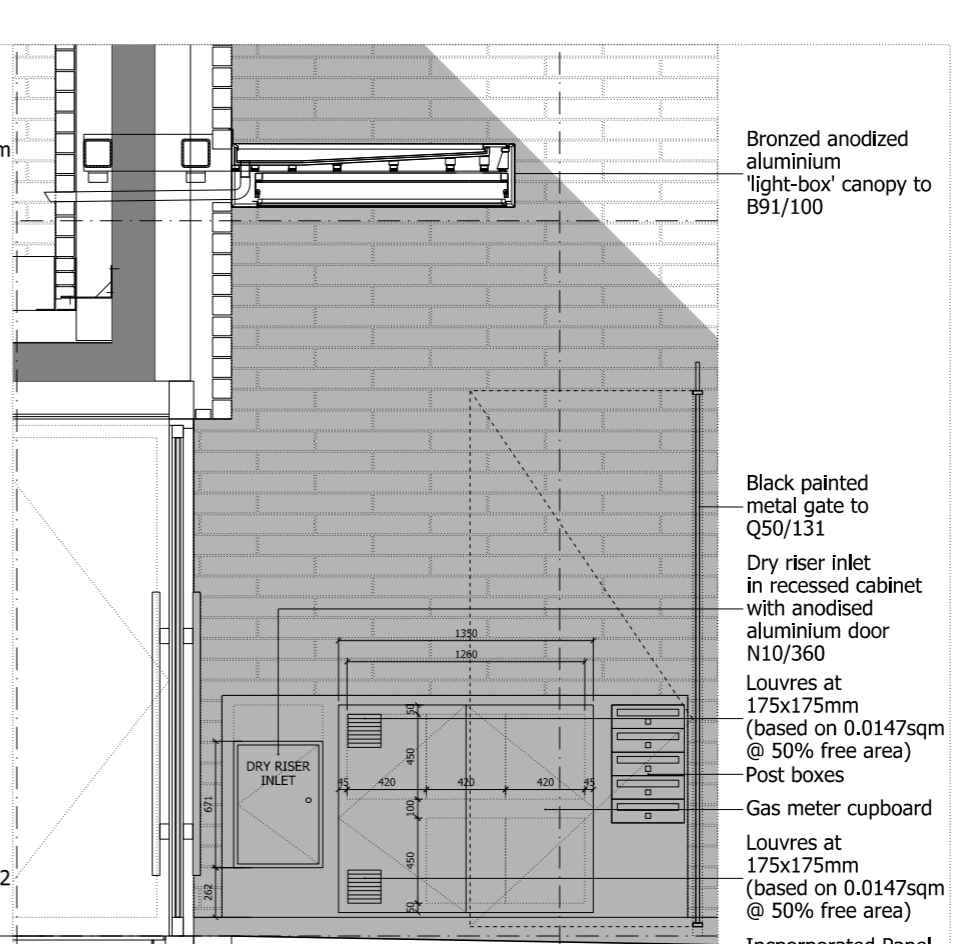 m
Bronzed anodized
aluminium
'light-box' canopy to
B91/100
Black painted
metal gate to
Q50/131
Dry riser inlet
in recessed cabinet
with anodised
aluminium door
N10/360
1350
1260
Louvres at
175x175mm
(based on 0.0147sqm
@ 50% free area)
50
450
DRY RISER
INLET
45 420 420 420 45
671
100
Post boxes
Gas meter cupboard
450
Louvres at
175x175mm
(based on 0.0147sqm
@ 50% free area)
2
262
50